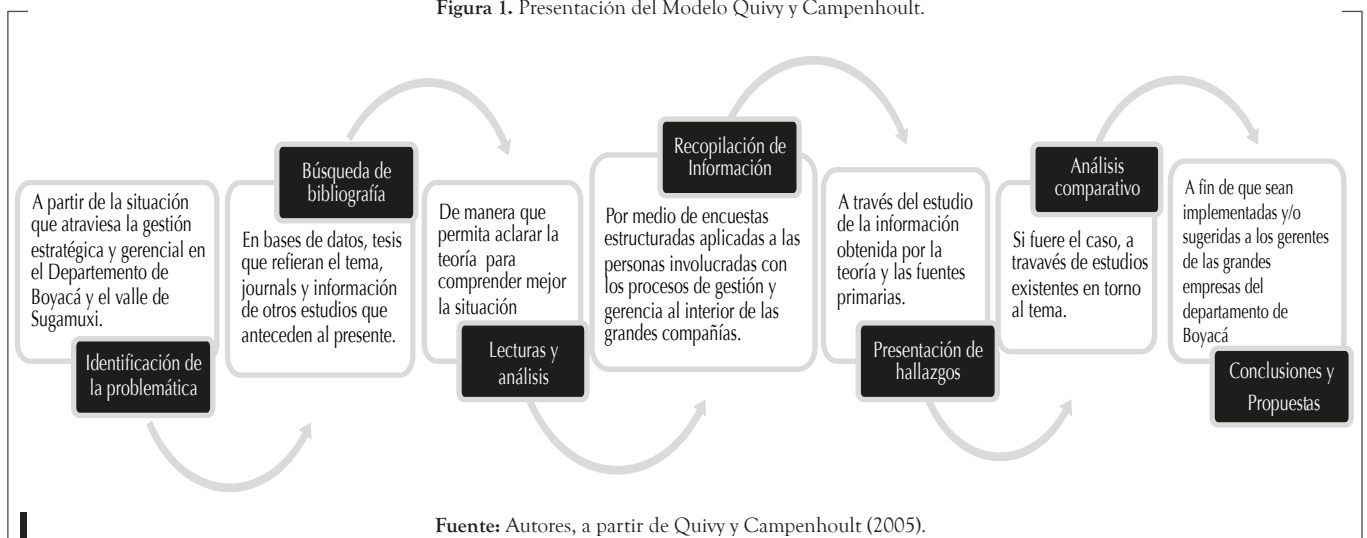 Figura 1. Presentación del Modelo Quivy y Campenhoult.
A partir de la situación
que atraviesa la gestión
estratégica y gerencial en
el Departemento de
Boyacá y el valle de
Sugamuxi.
Identificación de
la problemática
Búsqueda de
bibliografía
En bases de datos, tesis
que refieran el tema,
journals y información
de otros estudios que
anteceden al presente.
De manera que
permita aclarar la
teoría para
comprender mejor
la situación
Lecturas y
análisis
Recopilación de
Información
Por medio de encuestas
estructuradas aplicadas a las
personas involucradas con
los procesos de gestión y
gerencia al interior de las
grandes compañías.
A través del estudio
de la información
obtenida por la
teoría y las fuentes
primarias.
Presentación de
hallazgos
Análisis
comparativo
Si fuere el caso, a
travavés de estudios
existentes en torno
al tema.
A fin de que sean
implementadas y/o
sugeridas a los gerentes
de las grandes
empresas del
departamento de
Boyacá
Conclusiones y
Propuestas
Fuente: Autores, a partir de Quivy y Campenhoult (2005).